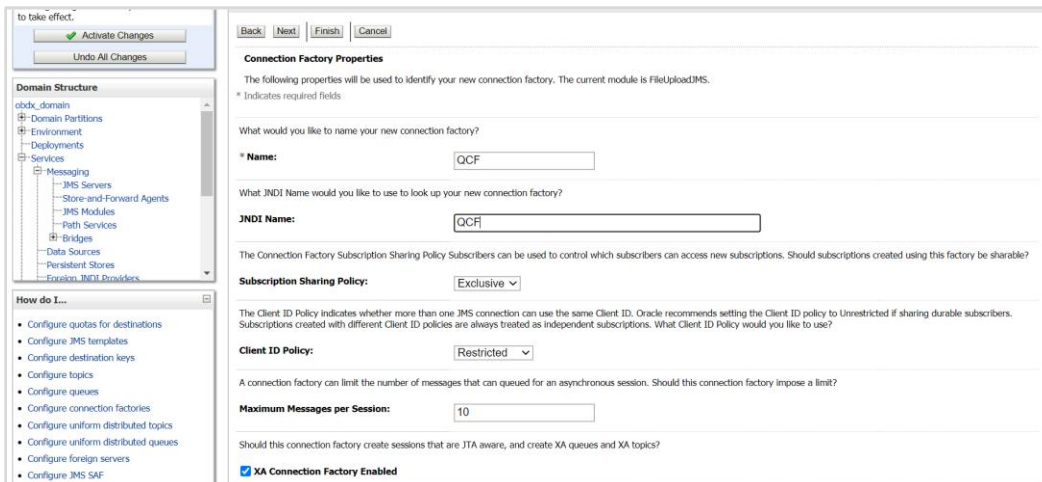 to take effect.
Activate Changes
Undo All Changes
Domain Structure
obdx_domain
Domain Partitions
Environment
Deployments
Services
Messaging
JMS Servers
Store-and-Forward Agents
JMS Modules
Path Services
Bridges
Data Sources
Persistent Stores
Foreign JNDI Providers
How do I...
Configure quotas for destinations
Configure JMS templates
Configure destination keys
Configure topics
Configure queues
Configure connection factories
Configure uniform distributed topics
Configure uniform distributed queues
Configure foreign servers
Configure JMS SAF
Back Next Finish Cancel
Connection Factory Properties
The following properties will be used to identify your new connection factory. The current module is FileUploadJMS.
* Indicates required fields
What would you like to name your new connection factory?
* Name: QCF
What JNDI Name would you like to use to look up your new connection factory?
JNDI Name: QCF
The Connection Factory Subscription Sharing Policy Subscribers can be used to control which subscribers can access new subscriptions. Should subscriptions created using this factory be sharable?
Subscription Sharing Policy: Exclusive
The Client ID Policy indicates whether more than one JMS connection can use the same Client ID. Oracle recommends setting the Client ID policy to Unrestricted if sharing durable subscribers.
Subscriptions created with different Client ID policies are always treated as independent subscriptions. What Client ID Policy would you like to use?
Client ID Policy: Restricted
A connection factory can limit the number of messages that can queued for an asynchronous session. Should this connection factory impose a limit?
Maximum Messages per Session: 10
Should this connection factory create sessions that are JTA aware, and create XA queues and XA topics?
XA Connection Factory Enabled